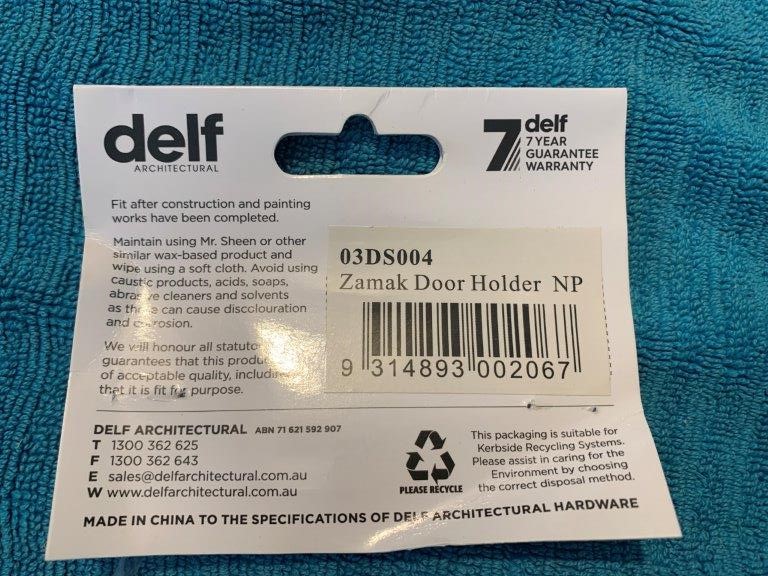 delf
ARCHITECTURAL
7 delf
7 YEAR
GUARANTEE
WARRANTY
Fit after construction and painting
works have been completed.
Maintain using Mr. Sheen or other
similar wax-based product and
wipe using a soft cloth. Avoid using
caustic products, acids, soaps,
cleaners and solvents
as can cause discolouration
and
We will honour all
guarantees that this
of acceptable quality,
that it is fit for purpose.
03DS004
Zamak Door Holder NP
9 314893 002067
DELF ARCHITECTURAL ABN 71 621 592 907
T 1300 362 625
F 1300 362 643
E sales@delfarchitectural.com.au
W www.delfarchitectural.com.au
PLEASE RECYCLE
This packaging is suitable for
Kerbside Recycling Systems.
Please assist in caring for the
Environment by choosing
the correct disposal method.
MADE IN CHINA TO THE SPECIFICATIONS OF DELF ARCHITECTURAL HARDWARE